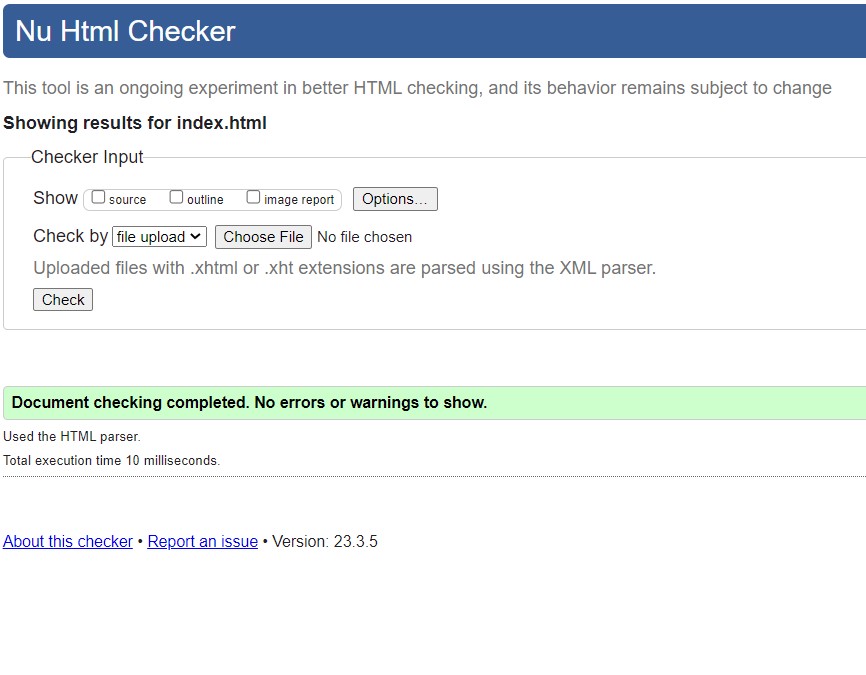 Nu Html Checker
This tool is an ongoing experiment in better HTML checking, and its behavior remains subject to change
Showing results for index.html
Checker Input
Show source outline image report Options...
Check by file upload Choose File No file chosen
Uploaded files with .xhtml or .xht extensions are parsed using the XML parser.
Check
Document checking completed. No errors or warnings to show.
Used the HTML parser.
Total execution time 10 milliseconds.
About this checker • Report an issue • Version: 23.3.5